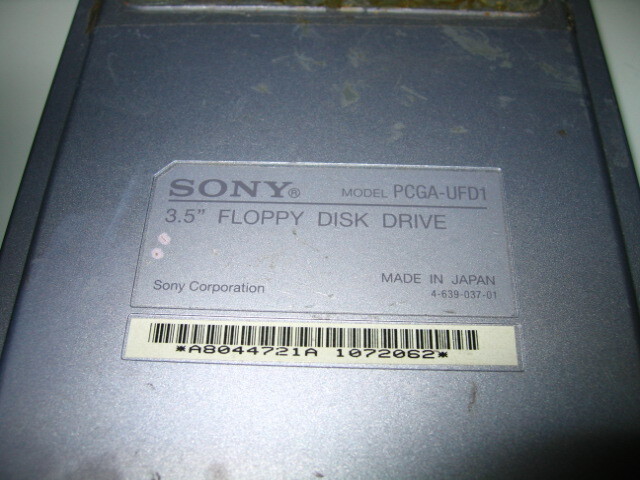 SONY® MODEL PCGA-UFD1
3.5" FLOPPY DISK DRIVE
MADE IN JAPAN
Sony Corporation 4-639-037-01
*A8044721A 1072062*